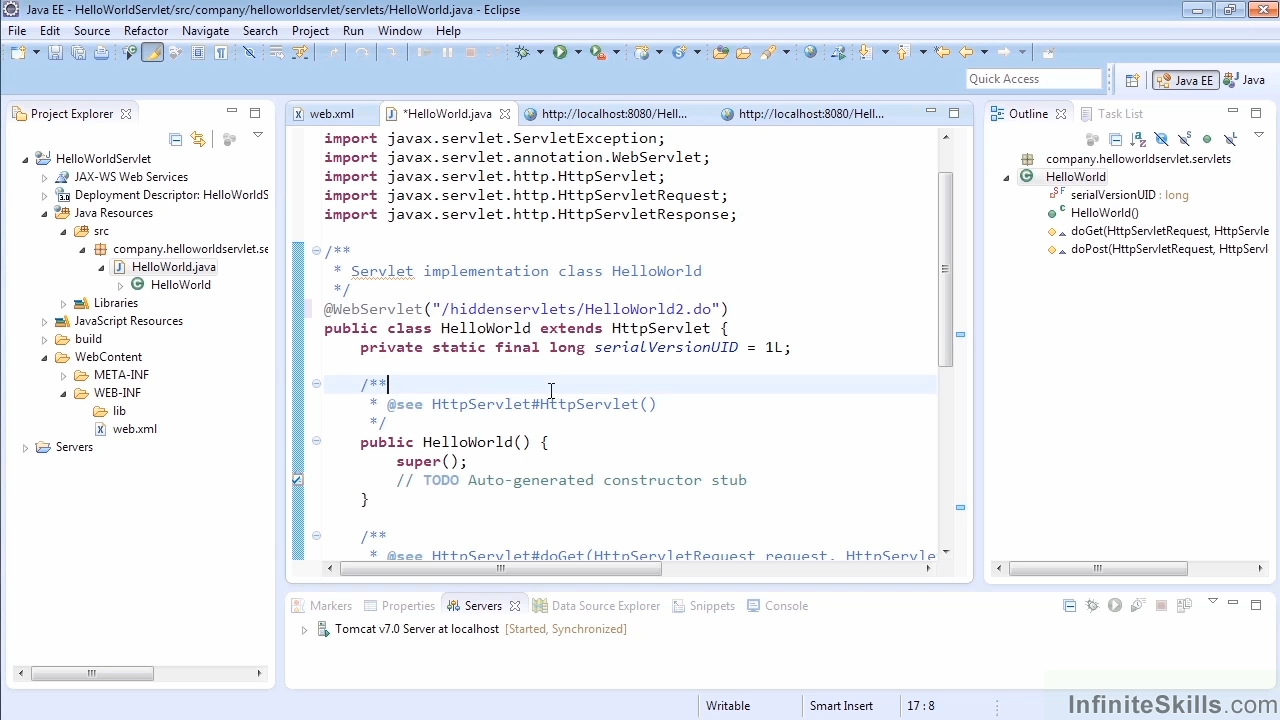 Java EE - HelloWorldServlet/src/company/helloworldservlet/servlets/HelloWorld.java - Eclipse
File Edit Source Refactor Navigate Search Project Run Window Help
Quick Access
Java EE
Java
Project Explorer
HelloWorldServlet
JAX-WS Web Services
Deployment Descriptor: HelloWorldS
Java Resources
src
company.helloworldservlet.se
HelloWorld.java
HelloWorld
Libraries
JavaScript Resources
build
WebContent
META-INF
WEB-INF
lib
web.xml
Servers
web.xml
*HelloWorld.java
http://localhost:8080/Hell...
http://localhost:8080/Hell...
import javax.servlet.ServletException;
import javax.servlet.annotation.WebServlet;
import javax.servlet.http.HttpServlet;
import javax.servlet.http.HttpServletRequest;
import javax.servlet.http.HttpServletResponse;
/**
* Servlet implementation class HelloWorld
*/
@WebServlet("/hiddenservlets/HelloWorld2.do")
public class HelloWorld extends HttpServlet {
private static final long serialVersionUID = 1L;
/**
* @see HttpServlet#HttpServlet()
*/
public HelloWorld() {
super();
// TODO Auto-generated constructor stub
}
/**
* @see HttpServlet#doGet(HttpServletRequest request, HttpServle
Outline
Task List
company.helloworldservlet.servlets
HelloWorld
serialVersionUID : long
HelloWorld()
doGet(HttpServletRequest, HttpServle
doPost(HttpServletRequest, HttpServl
Markers
Properties
Servers
Data Source Explorer
Snippets
Console
Tomcat v7.0 Server at localhost [Started, Synchronized]
Writable
Smart Insert
17 : 8
InfiniteSkills.com